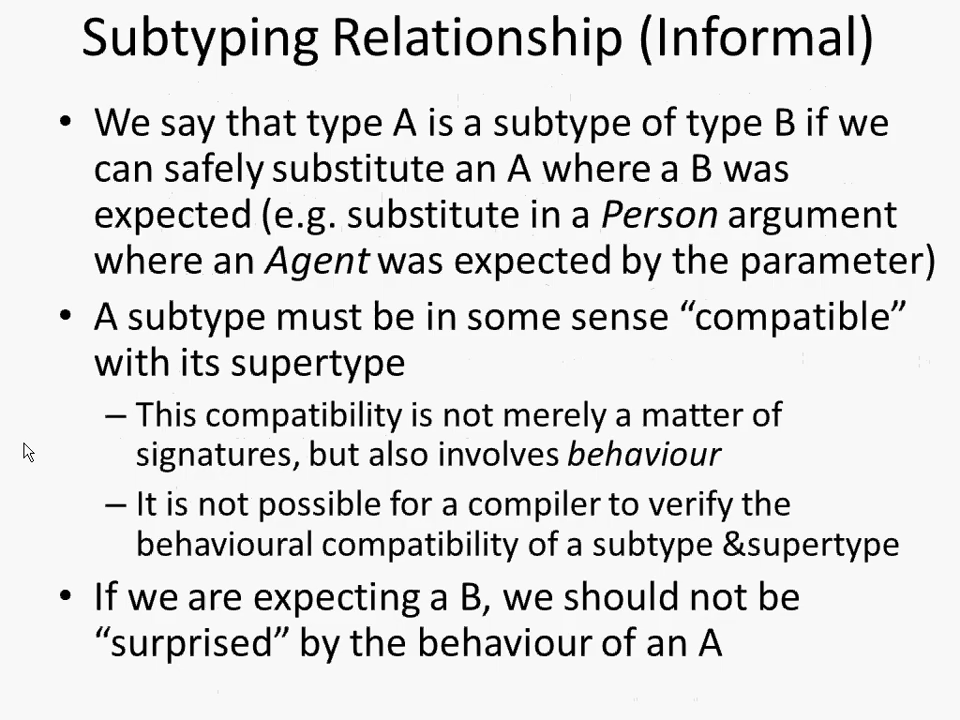 Subtyping Relationship (Informal)
• We say that type A is a subtype of type B if we
can safely substitute an A where a B was
expected (e.g. substitute in a Person argument
where an Agent was expected by the parameter)
• A subtype must be in some sense “compatible”
with its supertype
– This compatibility is not merely a matter of
signatures, but also involves behaviour
– It is not possible for a compiler to verify the
behavioural compatibility of a subtype &supertype
• If we are expecting a B, we should not be
“surprised” by the behaviour of an A